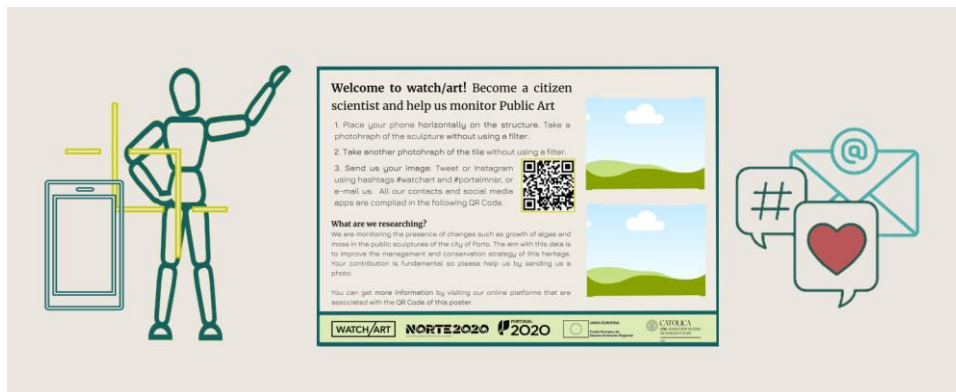 Welcome to watch/art! Become a citizen
scientist and help us monitor Public Art
1. Place your phone horizontally on the structure. Take a
photohraph of the sculpture without using a filter.
2. Take another photohraph of the tile without using a filter.
3. Send us your image: Tweet or Instagram
using hashtags #watchart and #portalmnsr, or
e-mail us. All our contacts and social media
apps are compiled in the following QR Code.
What are we researching?
We are monitoring the presence of changes such as growth of algae and
moss in the public sculptures of the city of Porto. The aim with this data is
to improve the management and conservation strategy of this heritage.
Your contribution is fundamental so please help us by sending us a
photo.
You can get more information by visiting our online platforms that are
associated with the QR Code of this poster.
WATCH/ART
NORTE2020
PORTUGAL
2020
UNIÃO EUROPEIA
Fundo Europeu de
Desenvolvimento Regional
CATÓLICA
#
@